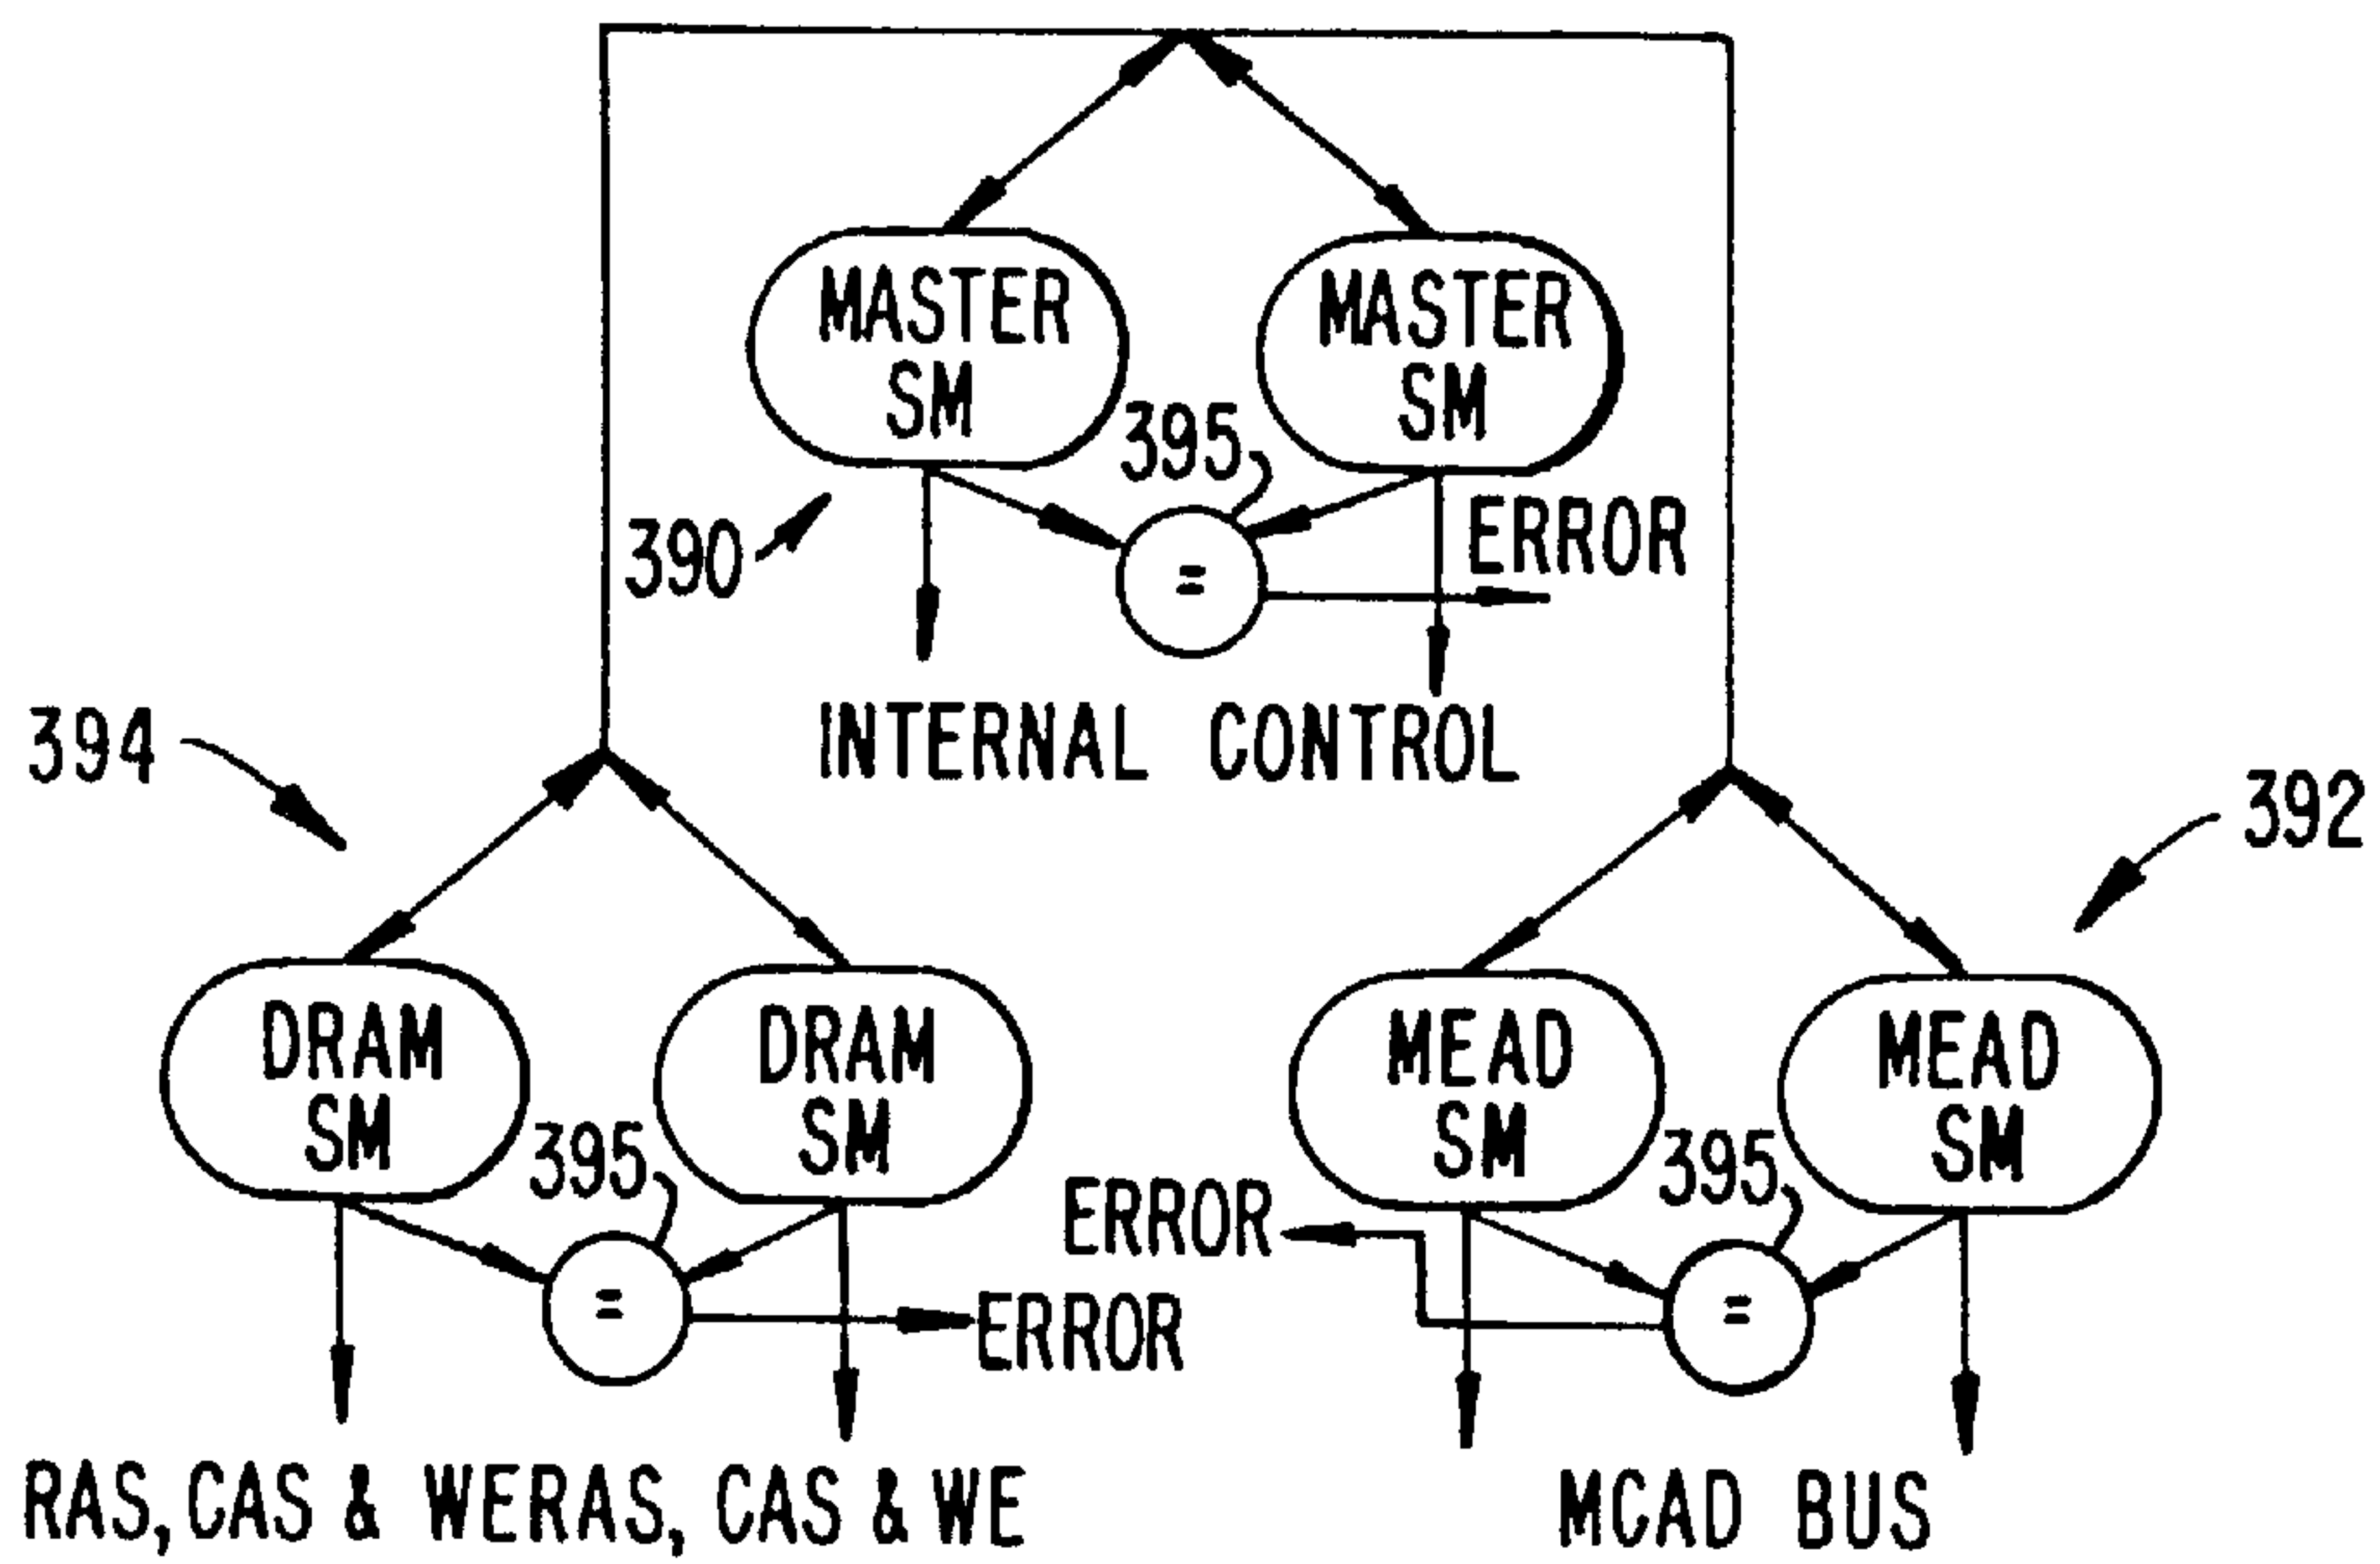 MASTER SM
MASTER SM
395
390
ERROR
INTERNAL CONTROL
394
392
DRAM SM
DRAM SM
MEAD SM
MEAD SM
395
395
ERROR
ERROR
RAS, CAS & WERAS, CAS & WE
MCAD BUS
=
=
=